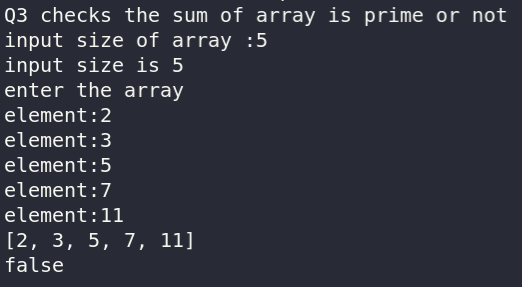 Q3 checks the sum of array is prime or not
input size of array :5
input size is 5
enter the array
element:2
element:3
element:5
element:7
element:11
[2, 3, 5, 7, 11]
false